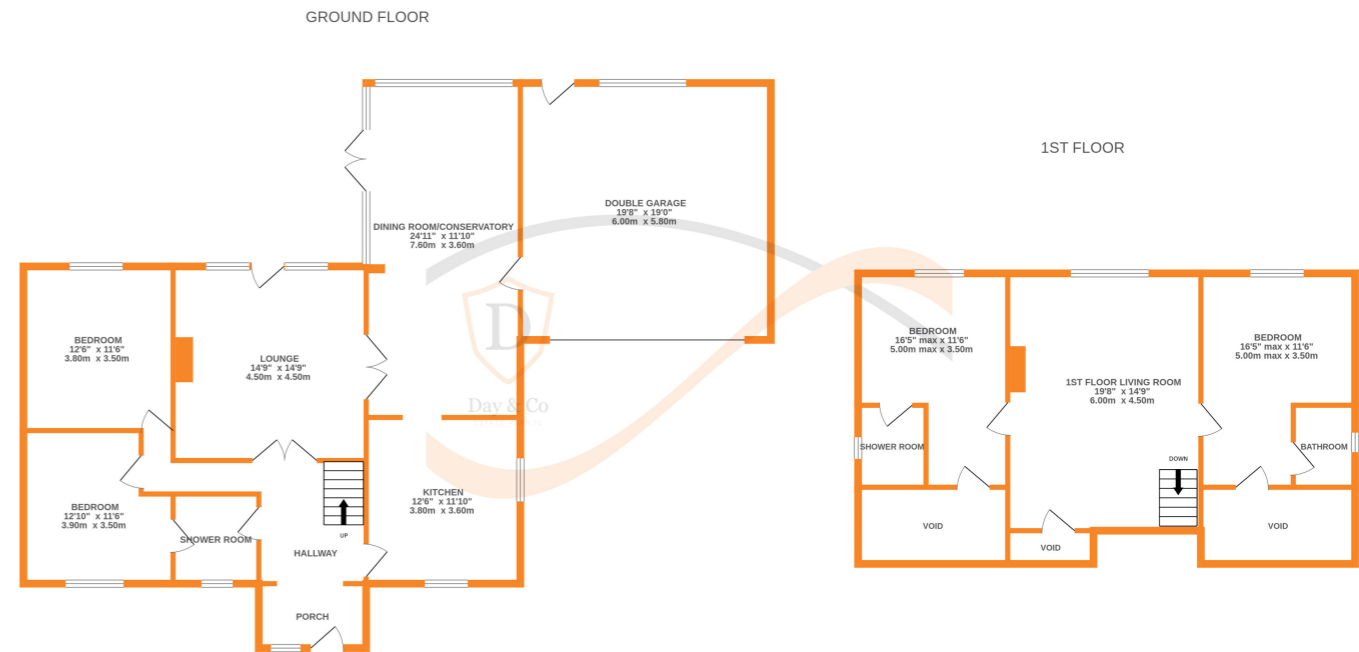 GROUND FLOOR
DINING ROOM/CONSERVATORY
24'11" x 11'10"
7.60m x 3.60m
DOUBLE GARAGE
19'8" x 19'0"
6.00m x 5.80m
BEDROOM
12'6" x 11'6"
3.80m x 3.50m
LOUNGE
14'9" x 14'9"
4.50m x 4.50m
D
Day & Co
BEDROOM
12'10" x 11'6"
3.90m x 3.50m
SHOWER ROOM
UP
HALLWAY
KITCHEN
12'6" x 11'10"
3.80m x 3.60m
PORCH
1ST FLOOR
BEDROOM
16'5" max x 11'6"
5.00m max x 3.50m
1ST FLOOR LIVING ROOM
19'8" x 14'9"
6.00m x 4.50m
BEDROOM
16'5" max x 11'6"
5.00m max x 3.50m
SHOWER ROOM
BATHROOM
DOWN
VOID
VOID
VOID